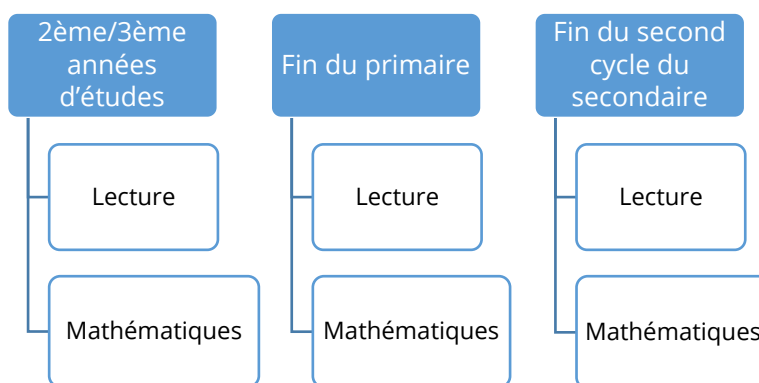 2ème/3ème
années
d'études
Lecture
Mathématiques
Fin du primaire
Lecture
Mathématiques
Fin du second
cycle du
secondaire
Lecture
Mathématiques